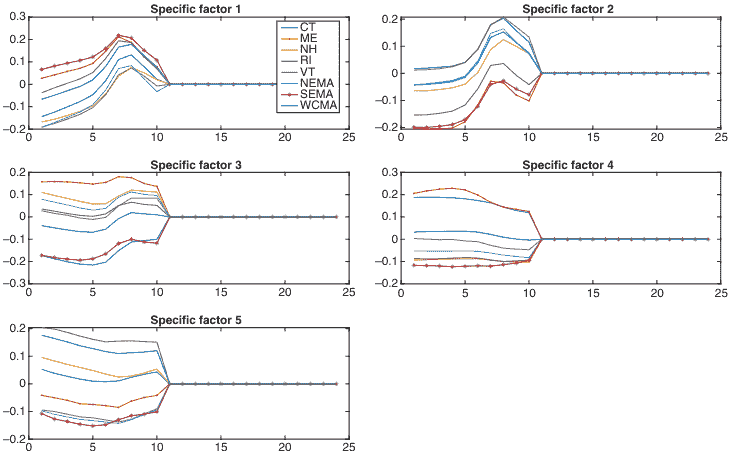 Specific factor 1
0.3
0.2
0.1
0
−0.1
−0.2
0 5 10 15 20 25
CT
ME
NH
RI
VT
NEMA
SEMA
WCMA
Specific factor 2
0.2
0.1
0
−0.1
−0.2
0 5 10 15 20 25
Specific factor 3
0.2
0.1
0
−0.1
−0.2
−0.3
0 5 10 15 20 25
Specific factor 4
0.3
0.2
0.1
0
−0.1
−0.2
0 5 10 15 20 25
Specific factor 5
0.2
0.1
0
−0.1
−0.2
0 5 10 15 20 25